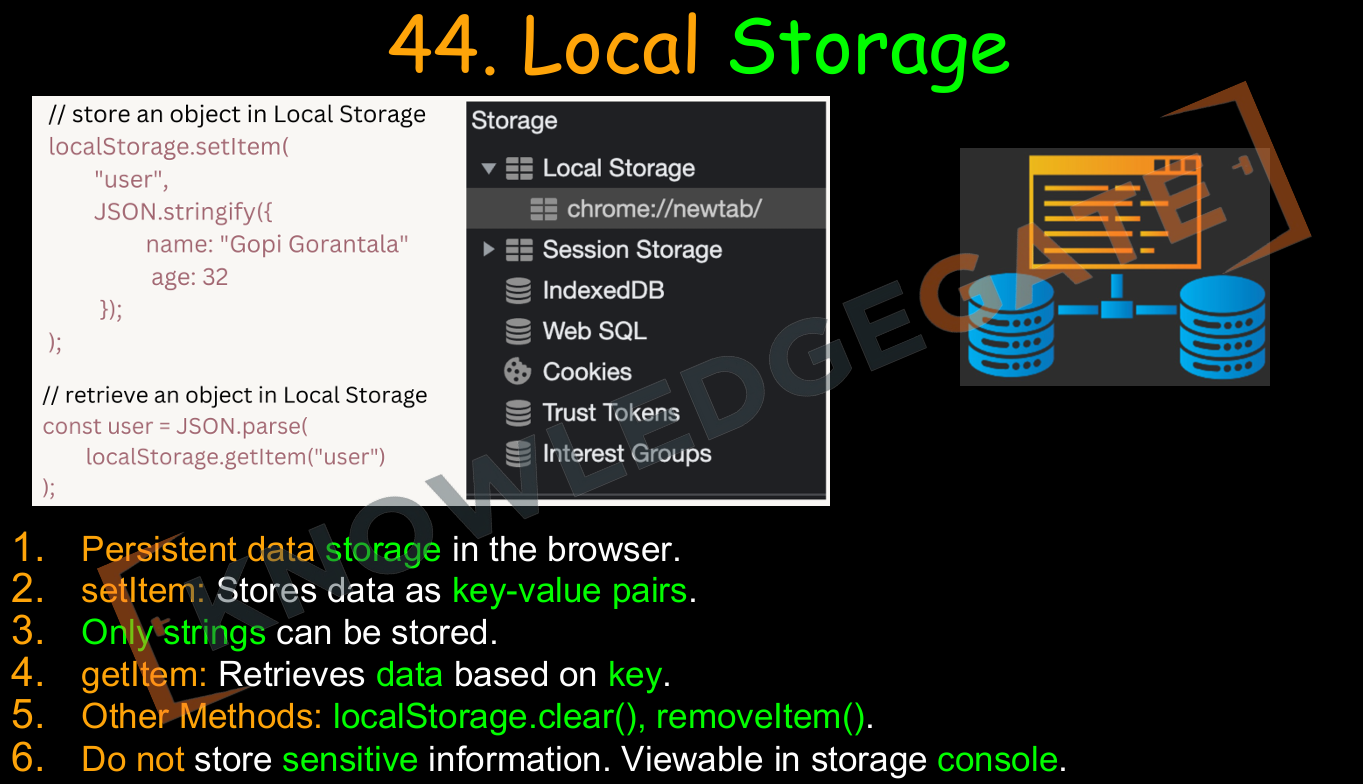 44. Local Storage
// store an object in Local Storage
localStorage.setItem(
"user",
JSON.stringify({
name: "Gopi Gorantala"
age: 32
});
);
// retrieve an object in Local Storage
const user = JSON.parse(
localStorage.getItem("user")
);
Storage
Local Storage
chrome://newtab/
Session Storage
IndexedDB
Web SQL
Cookies
Trust Tokens
Interest Groups
KNOWLEDGEGATE
1. Persistent data storage in the browser.
2. setItem: Stores data as key-value pairs.
3. Only strings can be stored.
4. getItem: Retrieves data based on key.
5. Other Methods: localStorage.clear(), removeItem().
6. Do not store sensitive information. Viewable in storage console.